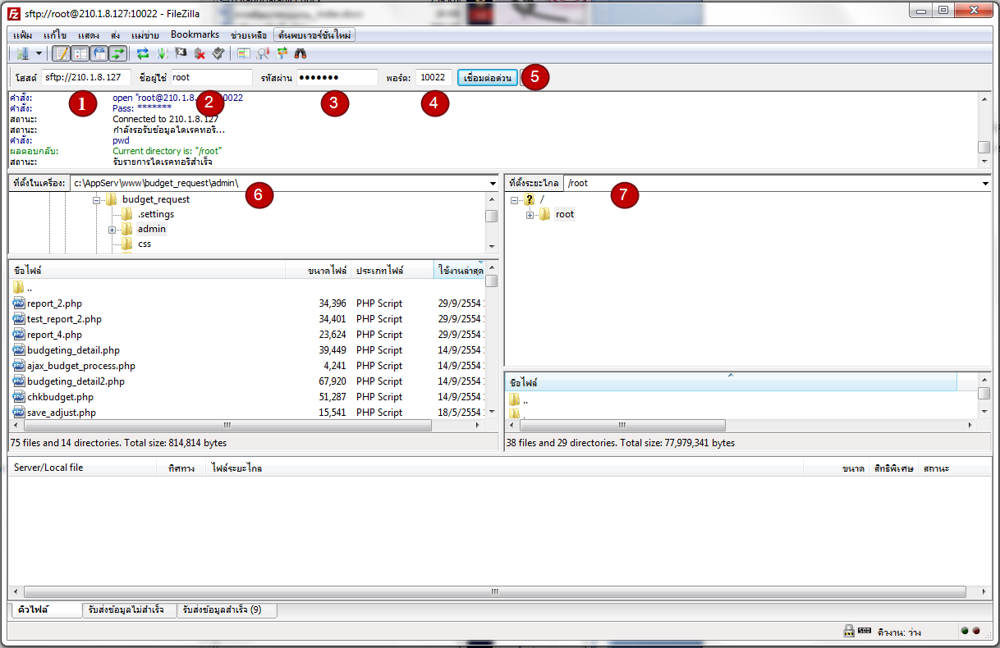 sftp://root@210.1.8.127:10022 - FileZilla
แฟ้ม แก้ไข แสดง ส่ง แม่ข่าย Bookmarks ช่วยเหลือ ค้นพบเวอร์ชันใหม่
โฮสต์ sftp://210.1.8.127 ชื่อผู้ใช้ root รหัสผ่าน ●●●●●●● พอร์ต: 10022 เชื่อมต่อด่วน 5
1 2 3 4
คำสั่ง: open "root@210.1.8. 10022
คำสั่ง: Pass: *******
สถานะ: Connected to 210.1.8.127
สถานะ: กำลังรอรับข้อมูลไดเรคทอรี...
คำสั่ง: pwd
ผลตอบกลับ: Current directory is: "/root"
สถานะ: รับรายการไดเรคทอรีสำเร็จ
ที่ตั้งในเครื่อง: c:\AppServ\www\budget_request\admin\ 6
ที่ตั้งระยะไกล /root 7
budget_request
.settings
admin
css
? /
root
ชื่อไฟล์ ขนาดไฟล์ ประเภทไฟล์ ใช้งานล่าสุด
..
report_2.php 34,396 PHP Script 29/9/2554
test_report_2.php 34,401 PHP Script 29/9/2554
report_4.php 23,624 PHP Script 29/9/2554
budgeting_detail.php 39,449 PHP Script 14/9/2554
ajax_budget_process.php 4,241 PHP Script 14/9/2554
budgeting_detail2.php 67,920 PHP Script 14/9/2554
chkbudget.php 51,287 PHP Script 14/9/2554
save_adjust.php 15,541 PHP Script 18/5/2554
75 files and 14 directories. Total size: 814,814 bytes
ชื่อไฟล์
..
38 files and 29 directories. Total size: 77,979,341 bytes
Server/Local file ทิศทาง ไฟล์ระยะไกล ขนาด สิทธิพิเศษ สถานะ
คิวไฟล์ รับส่งข้อมูลไม่สำเร็จ รับส่งข้อมูลสำเร็จ (9)
คิวงาน: ว่าง